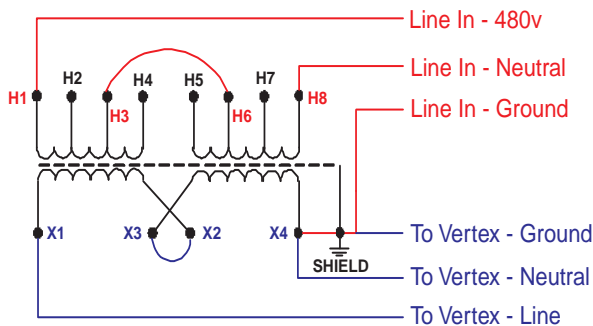 Line In - 480v
H2 H4 H5 H7 Line In - Neutral
H1 H3 H6 H8
Line In - Ground
X1 X3 X2 X4 To Vertex - Ground
SHIELD
To Vertex - Neutral
To Vertex - Line